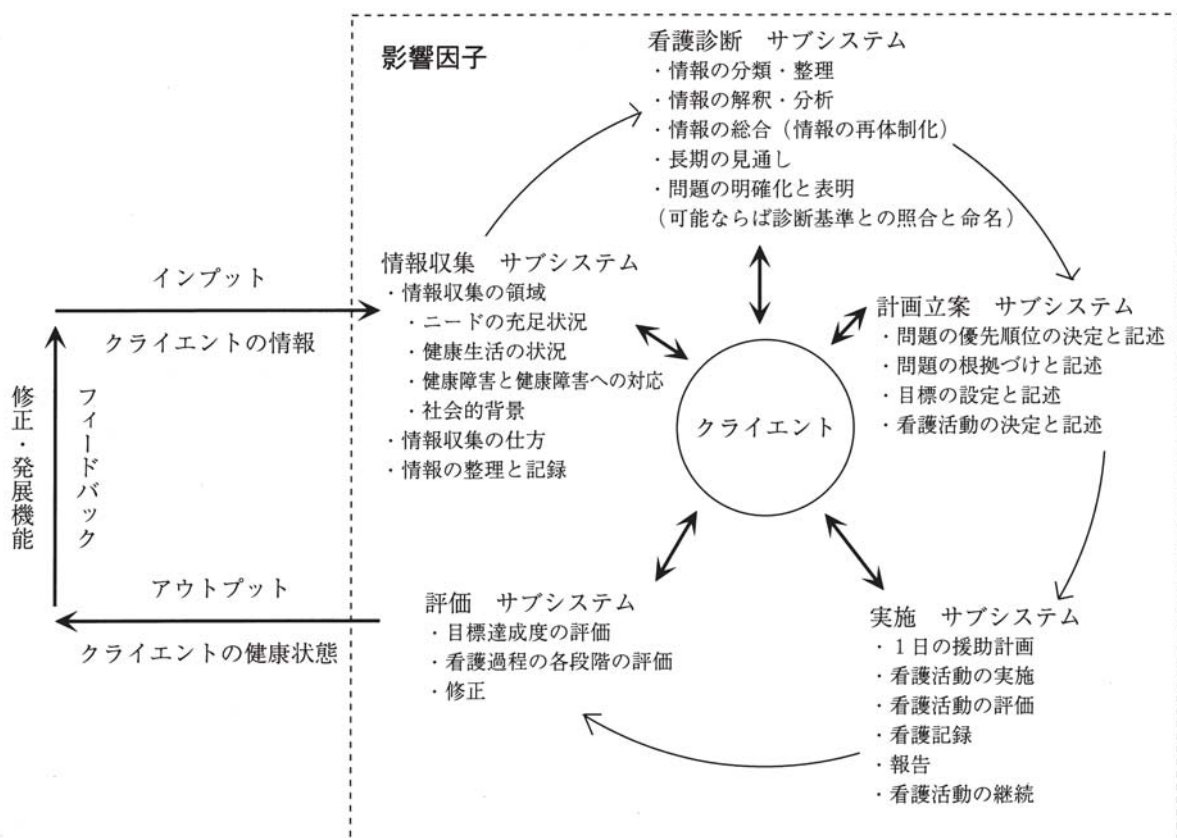 影響因子
看護診断 サブシステム
・情報の分類・整理
・情報の解釈・分析
・情報の総合(情報の再体制化)
・長期の見通し
・問題の明確化と表明
(可能ならば診断基準との照合と命名)
情報収集 サブシステム
・情報収集の領域
・ニードの充足状況
・健康生活の状況
・健康障害と健康障害への対応
・社会的背景
・情報収集の仕方
・情報の整理と記録
計画立案 サブシステム
・問題の優先順位の決定と記述
・問題の根拠づけと記述
・目標の設定と記述
・看護活動の決定と記述
クライエント
インプット
クライエントの情報
修正・発展機能
フィードバック
アウトプット
クライエントの健康状態
評価 サブシステム
・目標達成度の評価
・看護過程の各段階の評価
・修正
実施 サブシステム
・1日の援助計画
・看護活動の実施
・看護活動の評価
・看護記録
・報告
・看護活動の継続